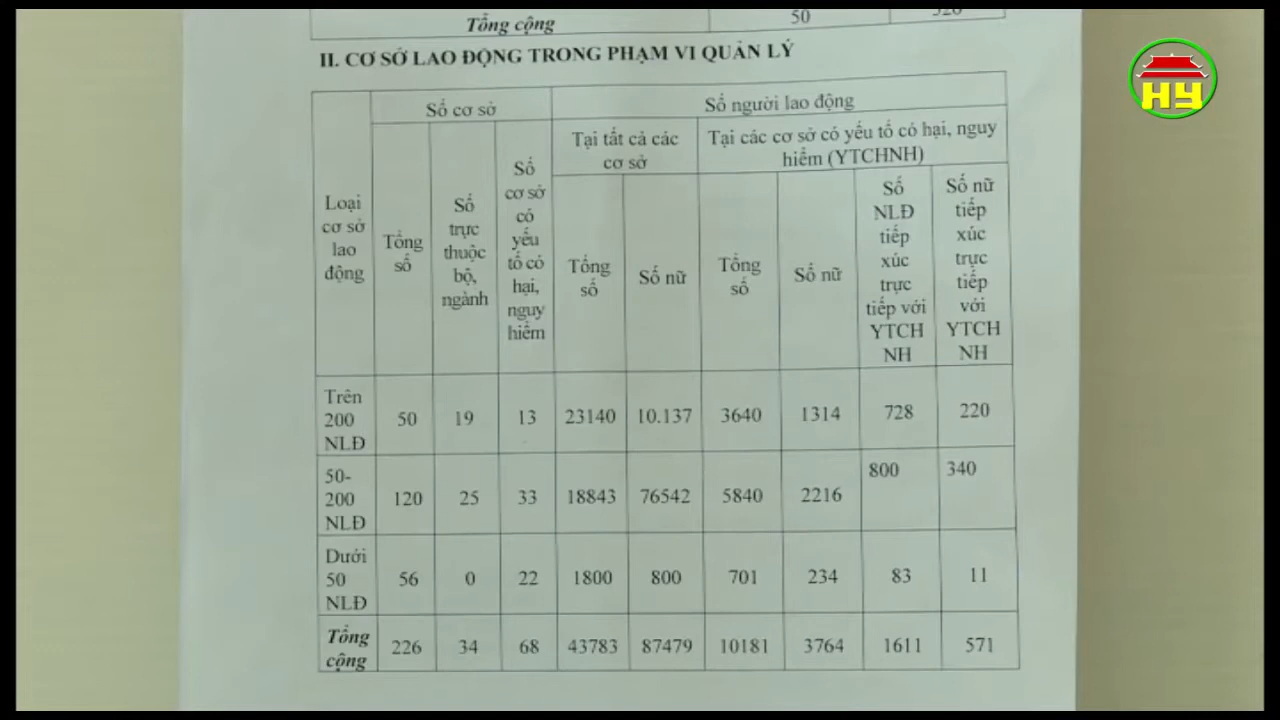 Tổng cộng 50
II. CƠ SỞ LAO ĐỘNG TRONG PHẠM VI QUẢN LÝ
Loại
cơ sở
lao
động
Số cơ sở
Số người lao động
Tổng
số
Số
trực
thuộc
bộ,
ngành
Số
cơ sở
có
yếu
tố có
hại,
nguy
hiểm
Tại tất cả các
cơ sở
Tại các cơ sở có yếu tố có hại, nguy
hiểm (YTCHNH)
Tổng
số
Số nữ
Tổng
số
Số nữ
Số
NLĐ
tiếp
xúc
trực
tiếp với
YTCH
NH
Số nữ
tiếp
xúc
trực
tiếp
với
YTCH
NH
Trên
200
NLĐ
50 19 13 23140 10.137 3640 1314 728 220
50-
200
NLĐ
120 25 33 18843 76542 5840 2216 800 340
Dưới
50
NLĐ
56 0 22 1800 800 701 234 83 11
Tổng
cộng
226 34 68 43783 87479 10181 3764 1611 571
HY